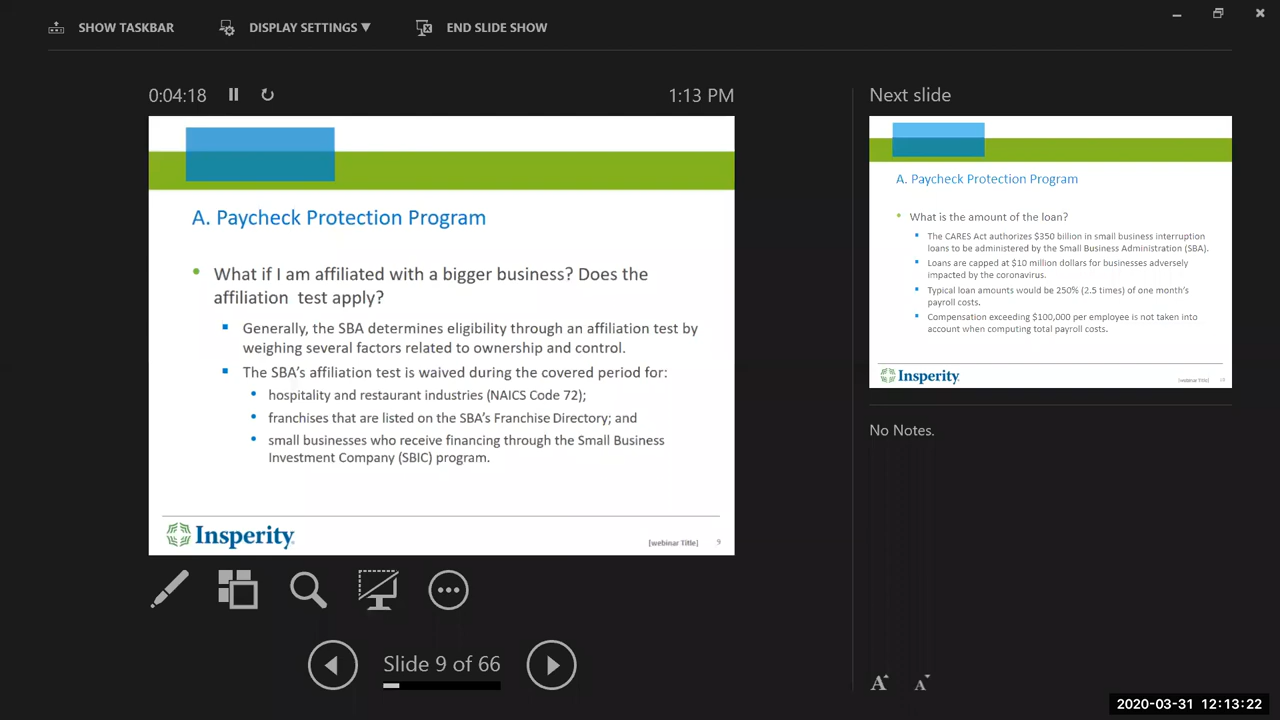 SHOW TASKBAR
DISPLAY SETTINGS ▼
END SLIDE SHOW
0:04:18
1:13 PM
A. Paycheck Protection Program
• What if I am affiliated with a bigger business? Does the
affiliation test apply?
▪ Generally, the SBA determines eligibility through an affiliation test by
weighing several factors related to ownership and control.
▪ The SBA's affiliation test is waived during the covered period for:
• hospitality and restaurant industries (NAICS Code 72);
• franchises that are listed on the SBA's Franchise Directory; and
• small businesses who receive financing through the Small Business
Investment Company (SBIC) program.
Insperity
[webinar Title] 9
Slide 9 of 66
Next slide
A. Paycheck Protection Program
• What is the amount of the loan?
▪ The CARES Act authorizes $350 billion in small business interruption
loans to be administered by the Small Business Administration (SBA).
▪ Loans are capped at $10 million dollars for businesses adversely
impacted by the coronavirus.
▪ Typical loan amounts would be 250% (2.5 times) of one month's
payroll costs.
▪ Compensation exceeding $100,000 per employee is not taken into
account when computing total payroll costs.
Insperity
[webinar Title] 10
No Notes.
A A
2020-03-31 12:13:22